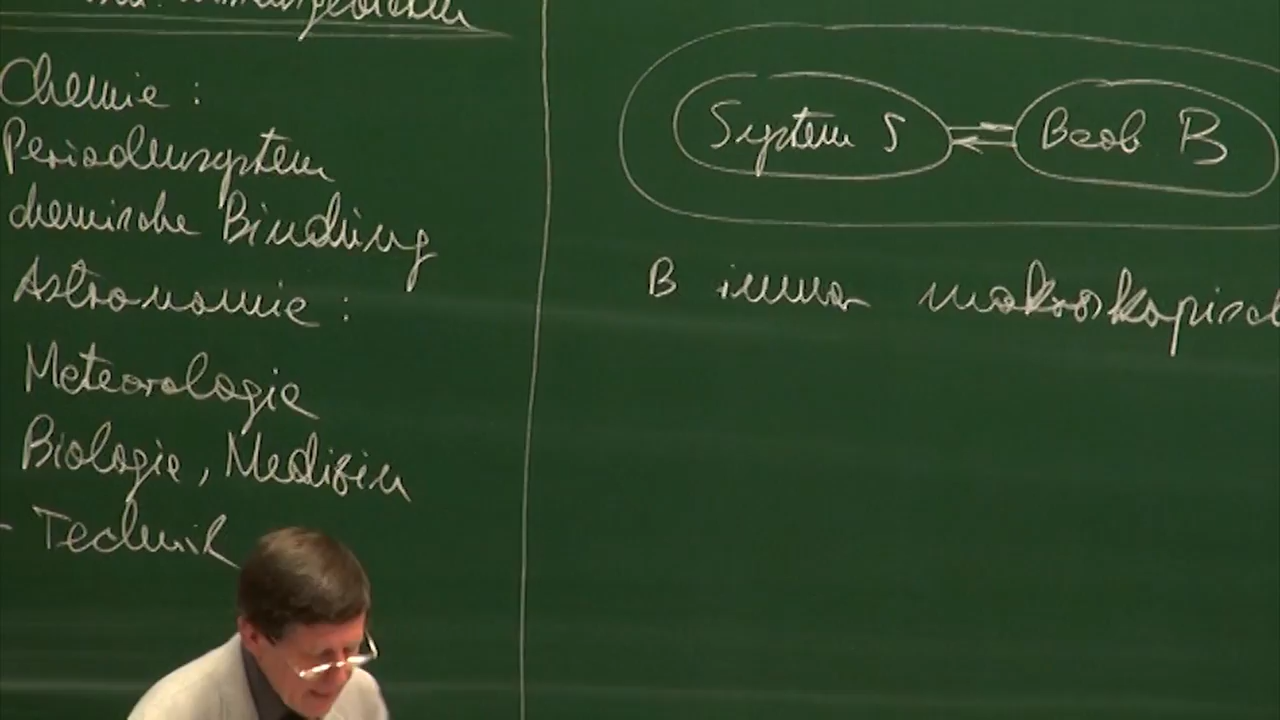 Chemie :
Periodensystem
chemische Bindung
Astronomie :
Meteorologie
Biologie, Medizin
- Technik
System S
Beob B
B immer makroskopisch